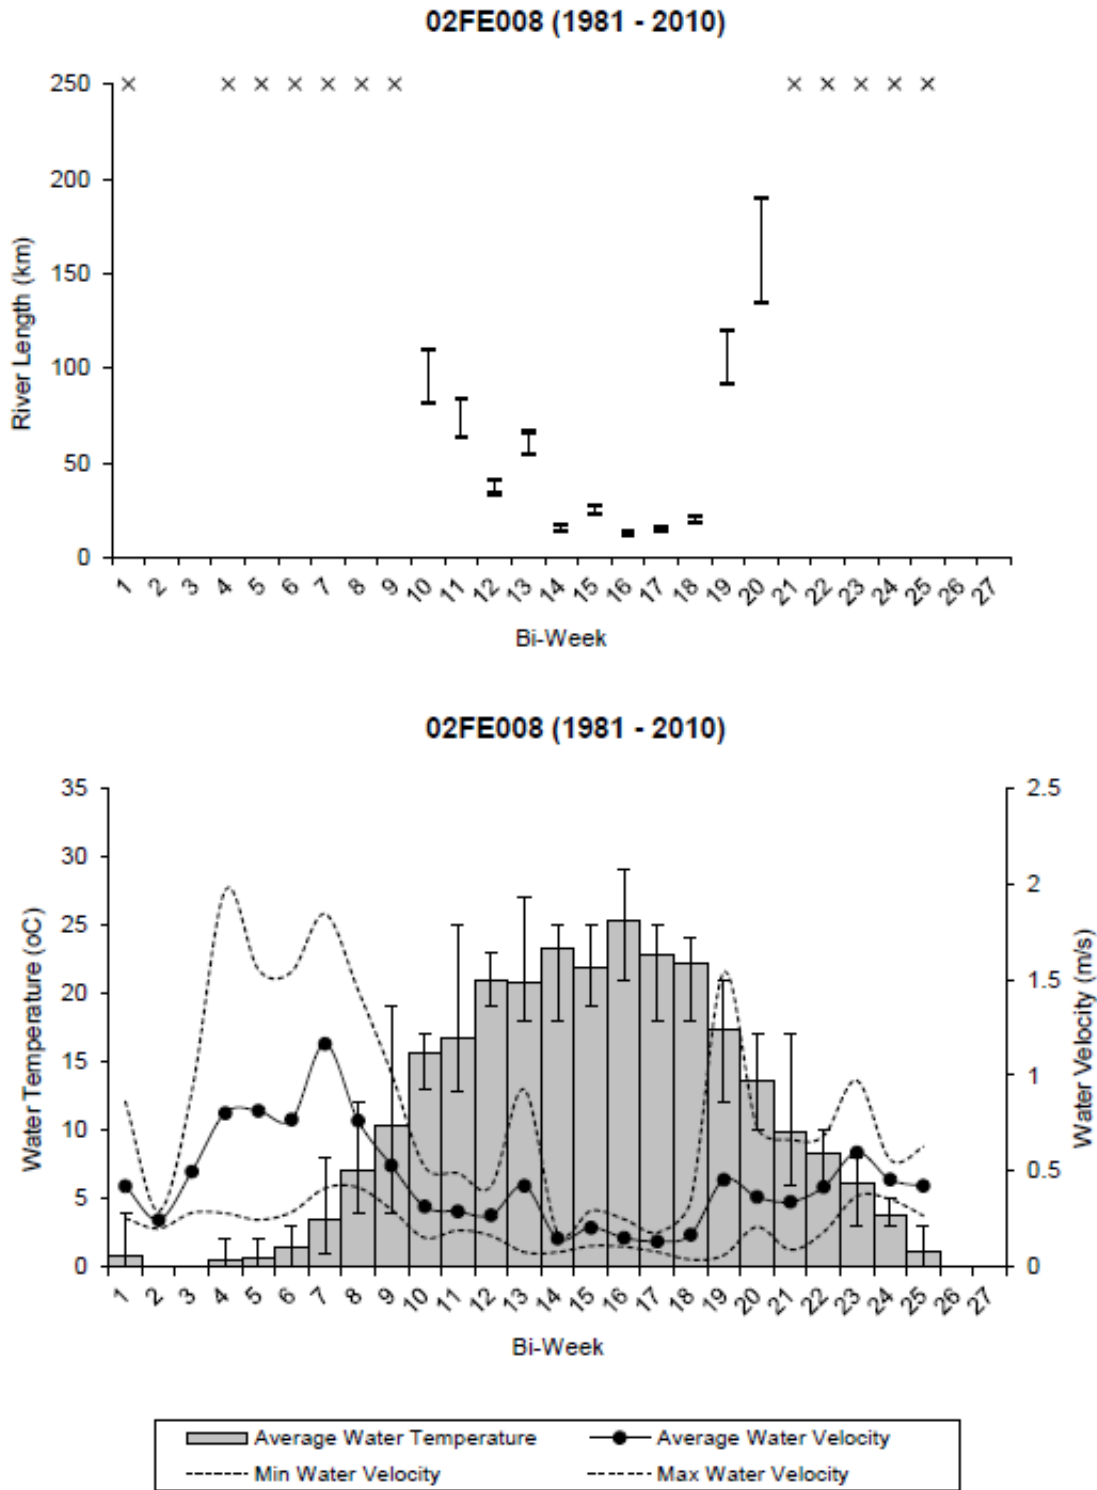 02FE008 (1981 - 2010)
250
200
150
100
50
0
River Length (km)
1 2 3 4 5 6 7 8 9 10 11 12 13 14 15 16 17 18 19 20 21 22 23 24 25 26 27
Bi-Week
02FE008 (1981 - 2010)
35
30
25
20
15
10
5
0
Water Temperature (oC)
2.5
2
1.5
1
0.5
0
Water Velocity (m/s)
1 2 3 4 5 6 7 8 9 10 11 12 13 14 15 16 17 18 19 20 21 22 23 24 25 26 27
Bi-Week
Average Water Temperature Average Water Velocity
Min Water Velocity Max Water Velocity